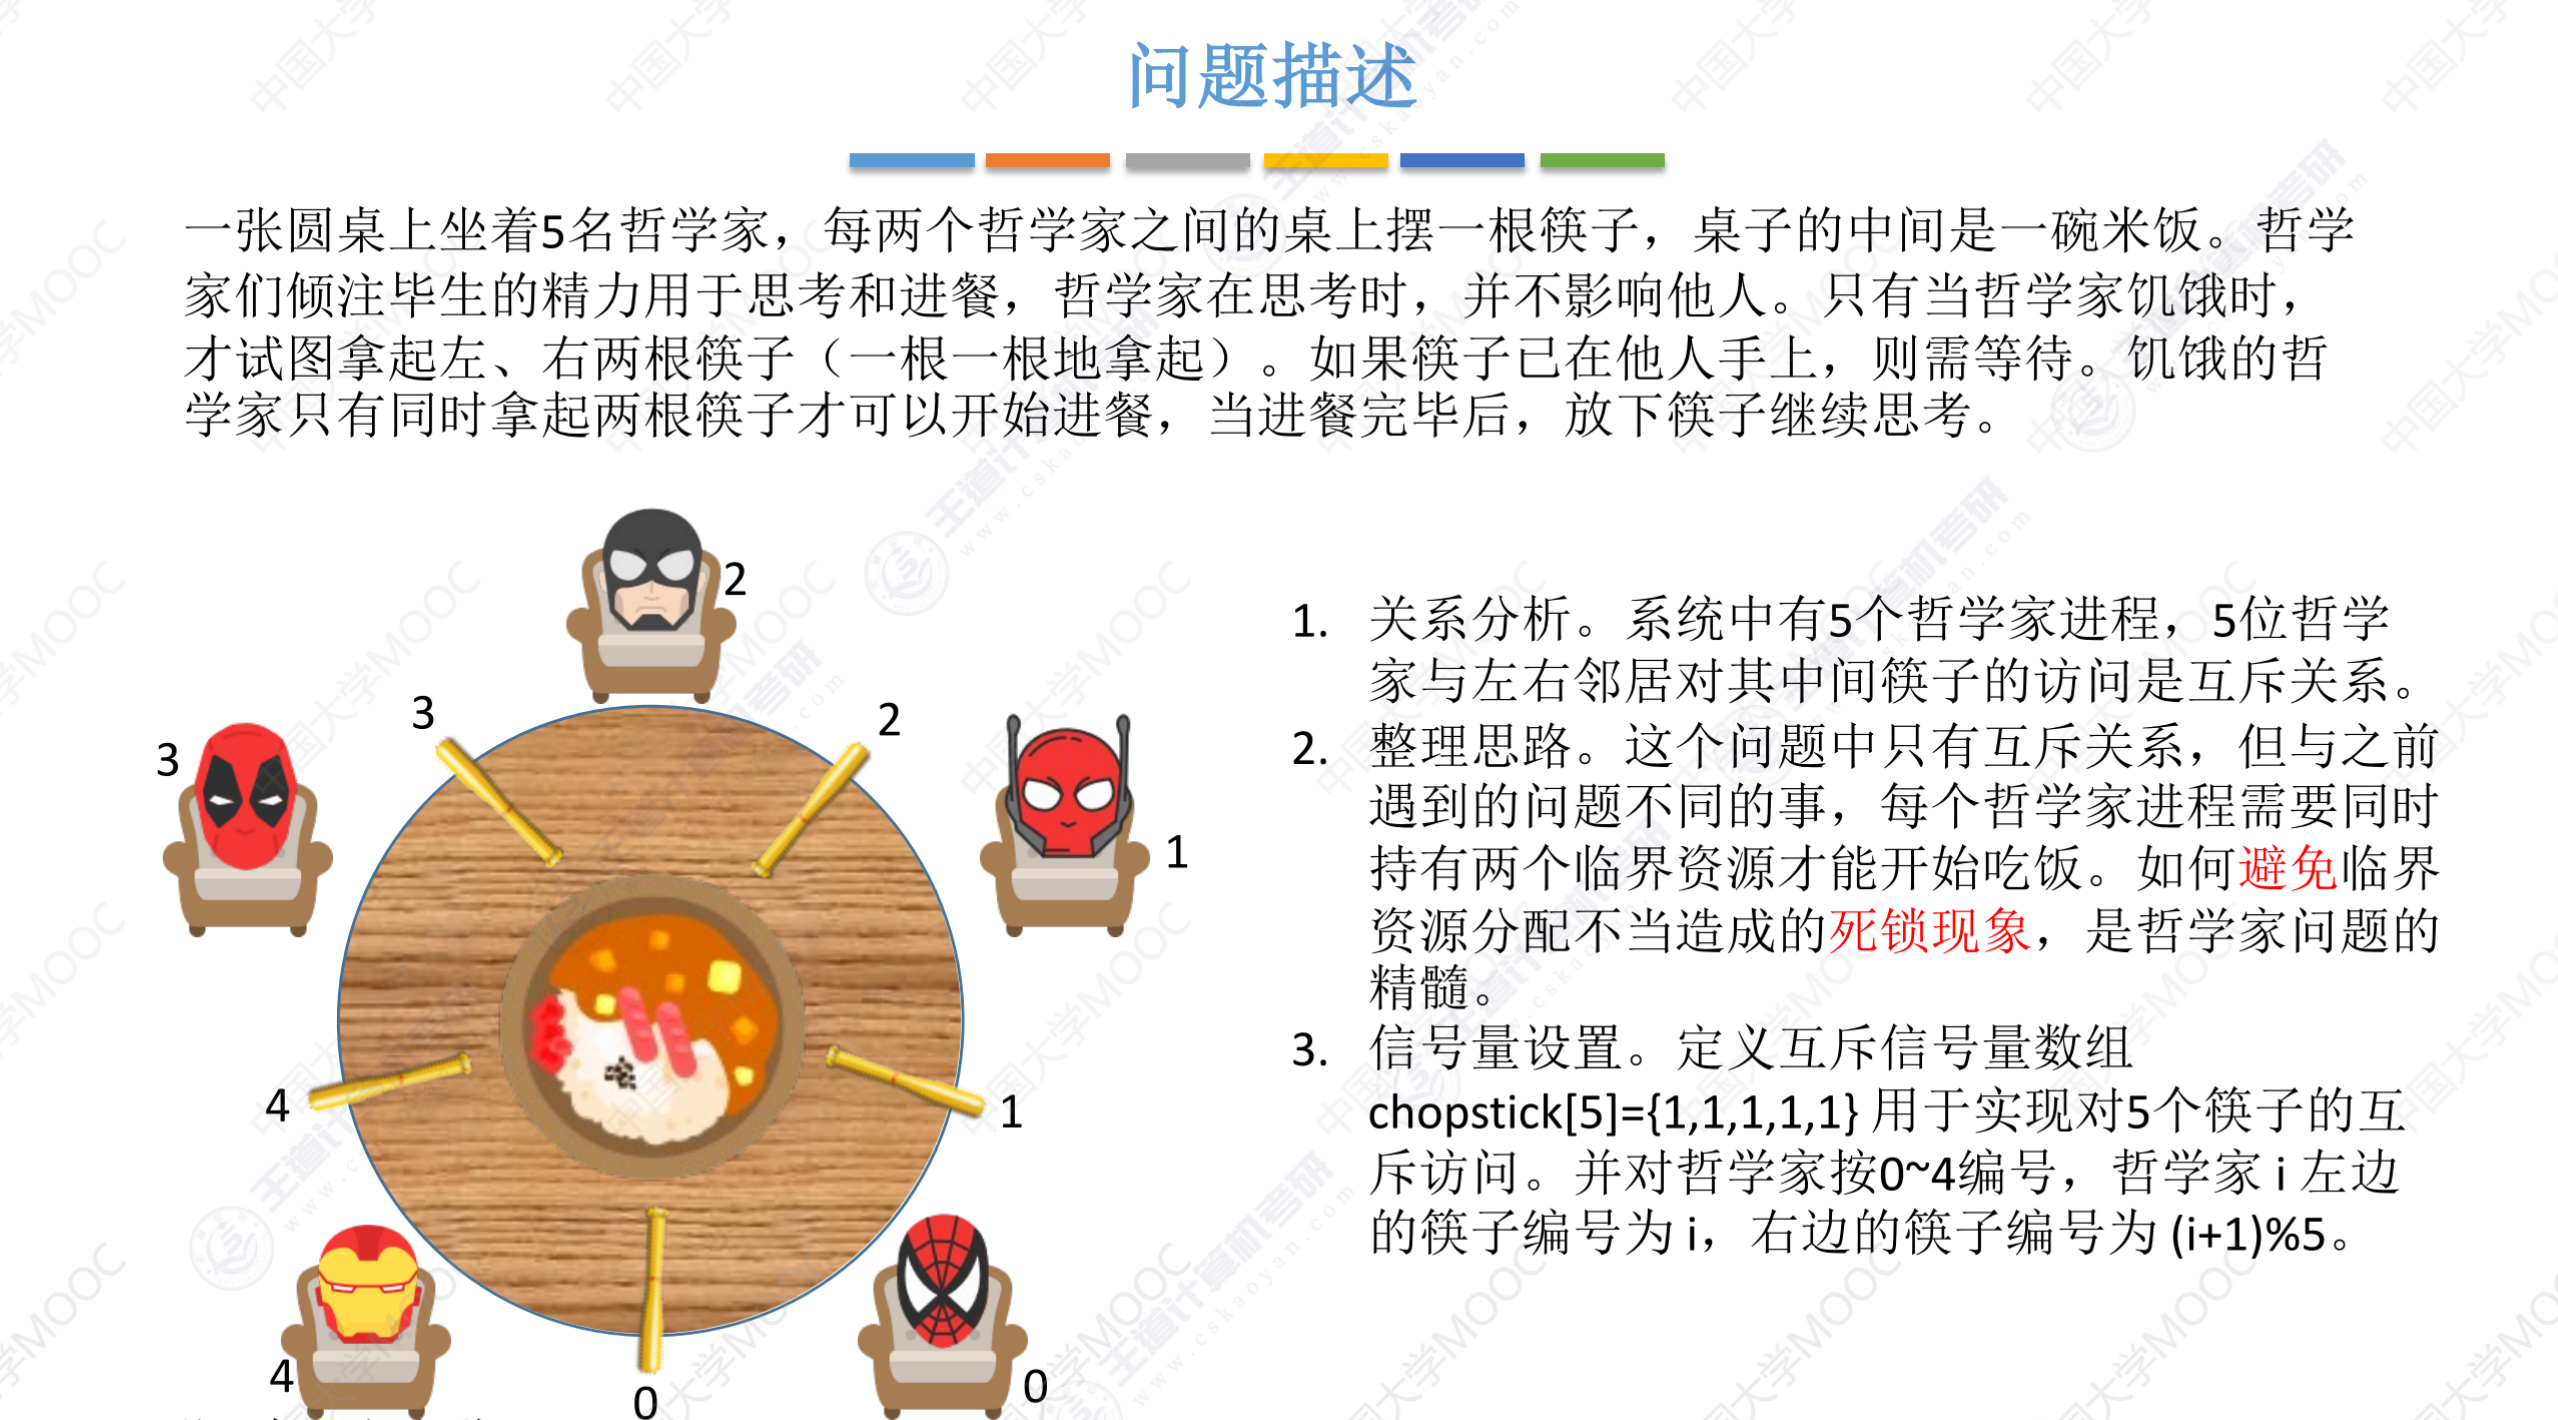 问题描述
一张圆桌上坐着5名哲学家，每两个哲学家之间的桌上摆一根筷子，桌子的中间是一碗米饭。哲学
家们倾注毕生的精力用于思考和进餐，哲学家在思考时，并不影响他人。只有当哲学家饥饿时，
才试图拿起左、右两根筷子（一根一根地拿起）。如果筷子已在他人手上，则需等待。饥饿的哲
学家只有同时拿起两根筷子才可以开始进餐，当进餐完毕后，放下筷子继续思考。
2
3
2
3
1
4
1
4
0
0
1. 关系分析。系统中有5个哲学家进程，5位哲学
家与左右邻居对其中间筷子的访问是互斥关系。
2. 整理思路。这个问题中只有互斥关系，但与之前
遇到的问题不同的事，每个哲学家进程需要同时
持有两个临界资源才能开始吃饭。如何避免临界
资源分配不当造成的死锁现象，是哲学家问题的
精髓。
3. 信号量设置。定义互斥信号量数组
chopstick[5]={1,1,1,1,1} 用于实现对5个筷子的互
斥访问。并对哲学家按0~4编号，哲学家 i 左边
的筷子编号为 i，右边的筷子编号为 (i+1)%5。
中国大学MOOC
王道计算机考研
www.cskaoyan.com